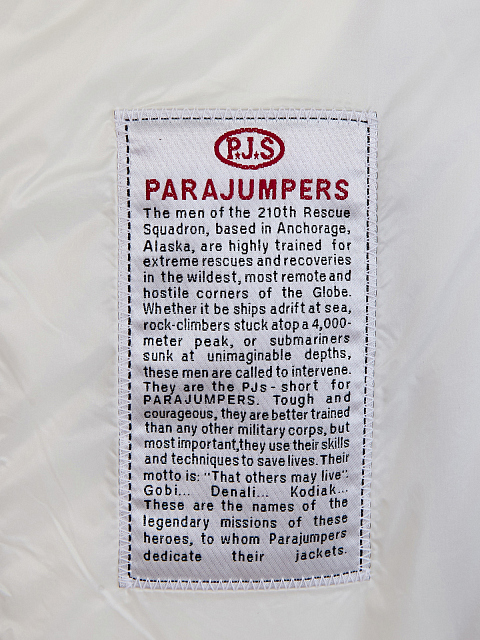 P.J.S
PARAJUMPERS
The men of the 210th Rescue
Squadron, based in Anchorage,
Alaska, are highly trained for
extreme rescues and recoveries
in the wildest, most remote and
hostile corners of the Globe.
Whether it be ships adrift at sea,
rock-climbers stuck atop a 4,000-
meter peak, or submariners
sunk at unimaginable depths,
these men are called to intervene.
They are the PJs - short for
PARAJUMPERS. Tough and
courageous, they are better trained
than any other military corps, but
most important,they use their skills
and techniques to save lives. Their
motto is: "That others may live".
Gobi... Denali... Kodiak...
These are the names of the
legendary missions of these
heroes, to whom Parajumpers
dedicate their jackets.